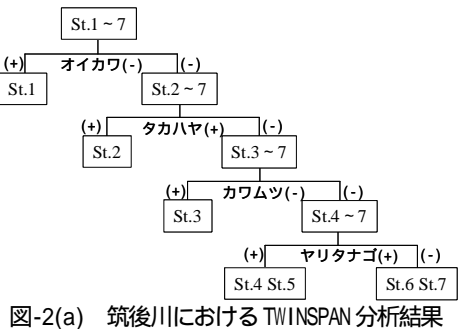 St.1 ~ 7
(+) オイカワ(-) (-)
St.1 St.2 ~ 7
(+) タカハヤ(+) (-)
St.2 St.3 ~ 7
(+) カワムツ(-) (-)
St.3 St.4 ~ 7
(+) ヤリタナゴ(+) (-)
St.4 St.5 St.6 St.7
図-2(a) 筑後川における TWINSPAN 分析結果